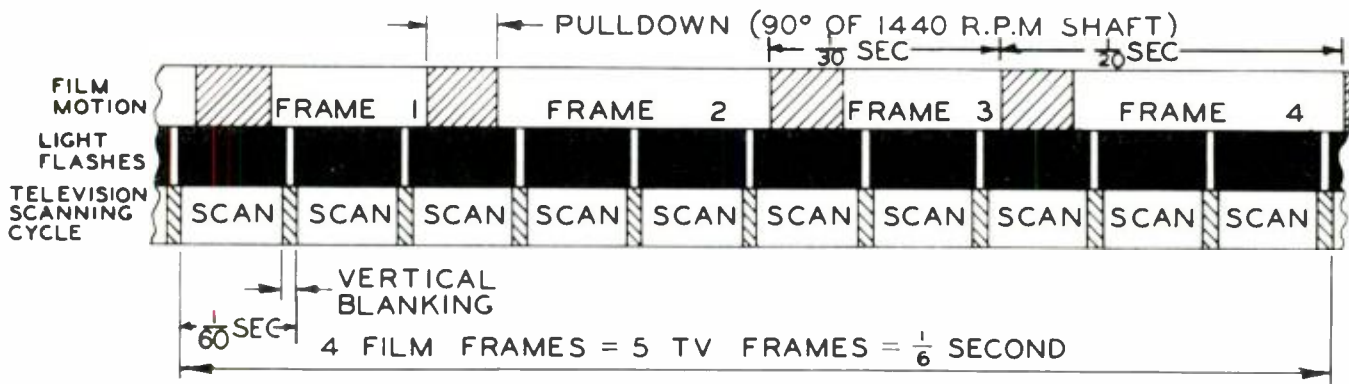 PULLDOWN (90° OF 1440 R.P.M SHAFT)
1/30 SEC
1/20 SEC
FILM
MOTION
FRAME 1
FRAME 2
FRAME 3
FRAME 4
LIGHT
FLASHES
TELEVISION
SCANNING
CYCLE
SCAN SCAN SCAN SCAN SCAN SCAN SCAN SCAN SCAN SCAN
VERTICAL
BLANKING
1/60 SEC
4 FILM FRAMES = 5 TV FRAMES = 1/6 SECOND